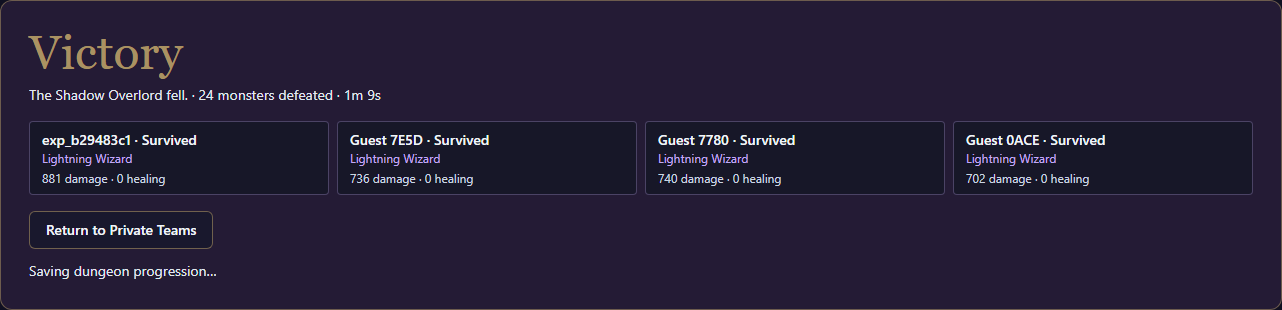 Victory
The Shadow Overlord fell. · 24 monsters defeated · 1m 9s
exp_b29483c1 · Survived
Lightning Wizard
881 damage · 0 healing
Guest 7E5D · Survived
Lightning Wizard
736 damage · 0 healing
Guest 7780 · Survived
Lightning Wizard
740 damage · 0 healing
Guest 0ACE · Survived
Lightning Wizard
702 damage · 0 healing
Return to Private Teams
Saving dungeon progression...